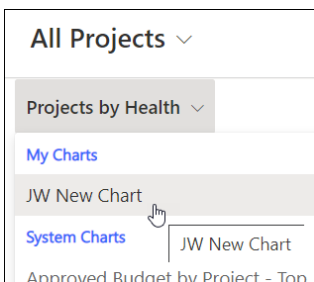 All Projects
Projects by Health
My Charts
JW New Chart
System Charts
JW New Chart
Approved Budget by Project - Top